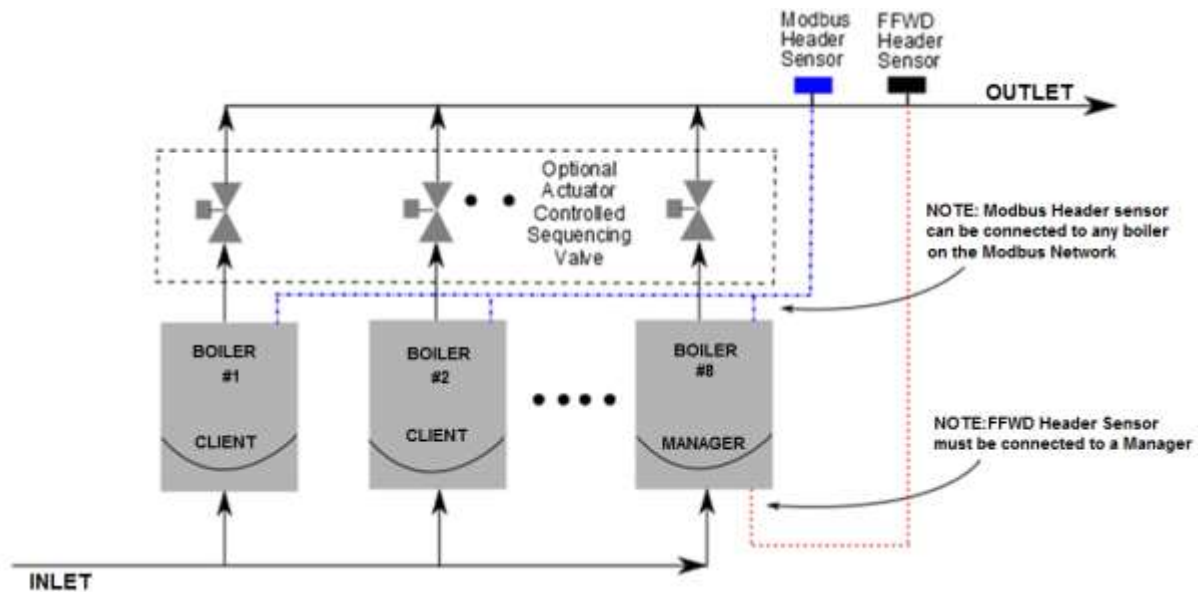 Modbus
Header
Sensor
FFWD
Header
Sensor
OUTLET
Optional
Actuator
Controlled
Sequencing
Valve
NOTE: Modbus Header sensor
can be connected to any boiler
on the Modbus Network
BOILER
#1
CLIENT
BOILER
#2
CLIENT
BOILER
#8
MANAGER
NOTE:FFWD Header Sensor
must be connected to a Manager
INLET